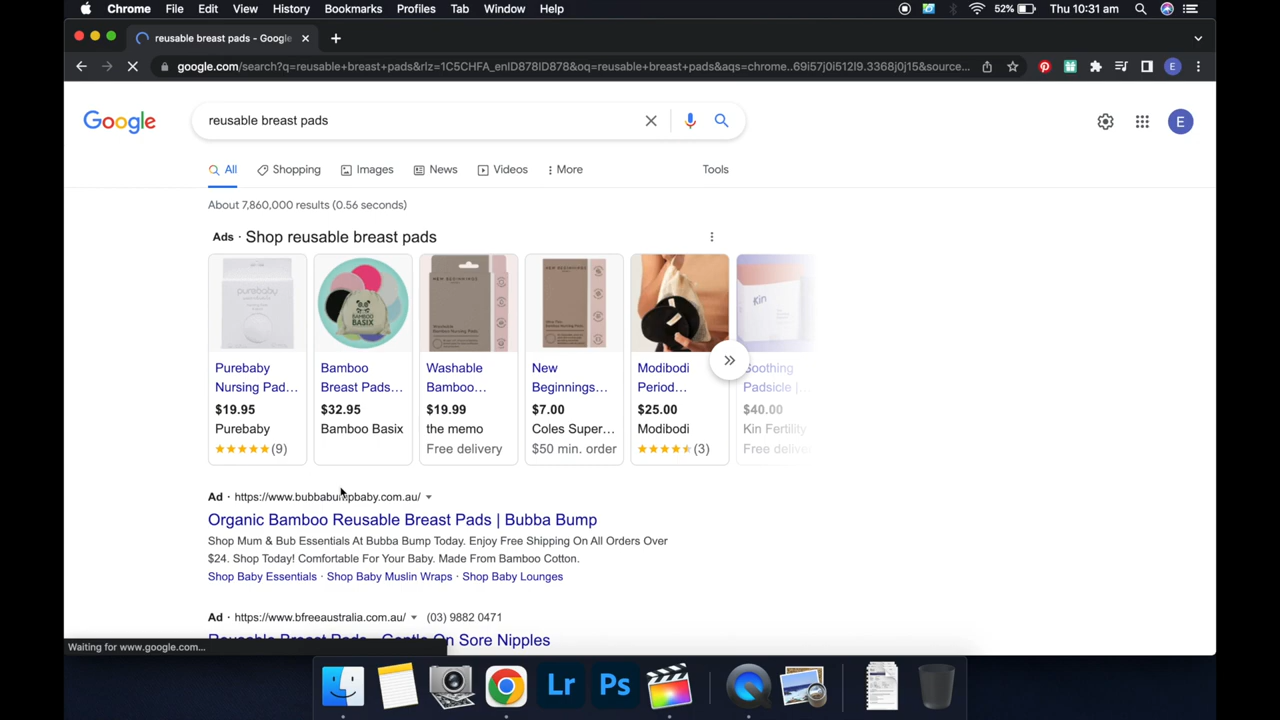 Chrome File Edit View History Bookmarks Profiles Tab Window Help 52% Thu 10:31 am
reusable breast pads - Google
google.com/search?q=reusable+breast+pads&rlz=1C5CHFA_enID878ID878&oq=reusable+breast+pads&aqs=chrome..69i57j0i512l9.3368j0j15&source...
E
Google
reusable breast pads
E
All Shopping Images News Videos More Tools
About 7,860,000 results (0.56 seconds)
Ads · Shop reusable breast pads
purebaby
BAMBOO BASIX
NEW BEGINNINGS
NEW BEGINNINGS
Kin
Purebaby Bamboo Washable New Modibodi Soothing
Nursing Pad... Breast Pads... Bamboo... Beginnings... Period... Padsicle |...
$19.95 $32.95 $19.99 $7.00 $25.00 $40.00
Purebaby Bamboo Basix the memo Coles Super... Modibodi Kin Fertility
(9) Free delivery $50 min. order (3) Free delive
Ad · https://www.bubbabumpbaby.com.au/
Organic Bamboo Reusable Breast Pads | Bubba Bump
Shop Mum & Bub Essentials At Bubba Bump Today. Enjoy Free Shipping On All Orders Over
$24. Shop Today! Comfortable For Your Baby. Made From Bamboo Cotton.
Shop Baby Essentials · Shop Baby Muslin Wraps · Shop Baby Lounges
Ad · https://www.bfreeaustralia.com.au/ (03) 9882 0471
Reusable Breast Pads - Gentle On Sore Nipples
Waiting for www.google.com...
Lr Ps